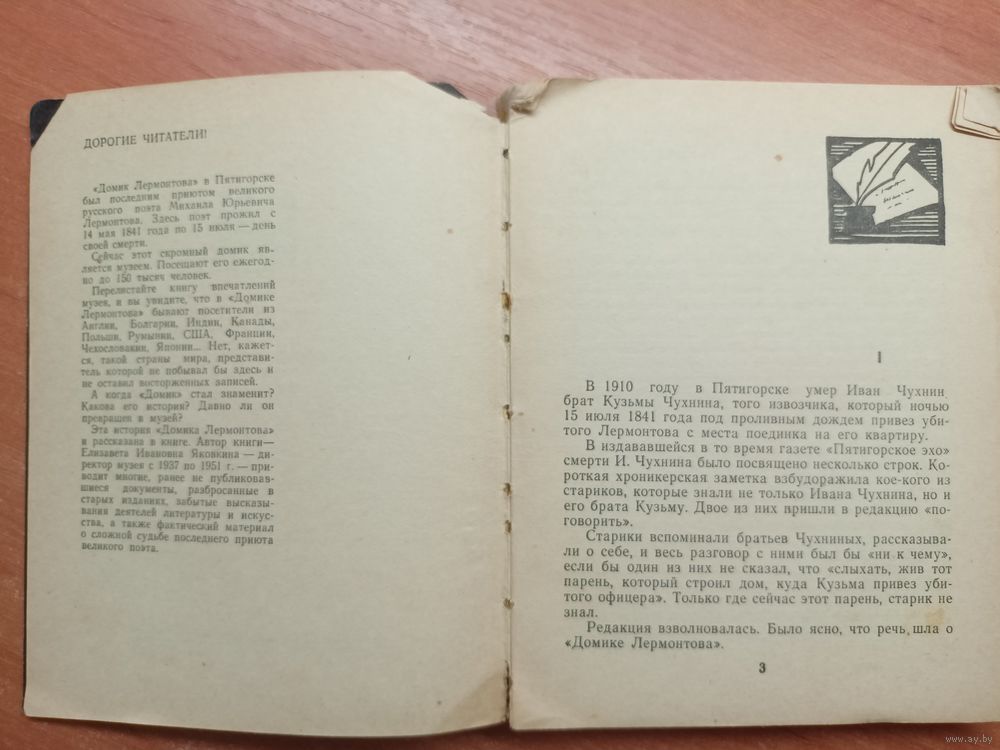 ДОРОГИЕ ЧИТАТЕЛИ!
«Домик Лермонтова» в Пятигорске
был последним приютом великого
русского поэта Михаила Юрьевича
Лермонтова. Здесь поэт прожил с
14 мая 1841 года по 15 июля — день
своей смерти.
Сейчас этот скромный домик яв-
ляется музеем. Посещают его ежегод-
но до 150 тысяч человек.
Перелистайте книгу впечатлений
музея, и вы увидите, что в «Домике
Лермонтова» бывают посетители из
Англии, Болгарии, Индии, Канады,
Польши, Румынии, США, Франции,
Чехословакии, Японии... Нет, кажет-
ся, такой страны мира, представи-
тель которой не побывал бы здесь и
не оставил восторженных записей.
А когда «Домик» стал знаменит?
Какова его история? Давно ли он
превращен в музей?
Эта история «Домика Лермонтова»
и рассказана в книге. Автор книги—
Елизавета Ивановна Яковкина — ди-
ректор музея с 1937 по 1951 г. — при-
водит многие, ранее не публиковав-
шиеся документы, разбросанные в
старых изданиях, забытые высказы-
вания деятелей литературы и искус-
ства, а также фактический материал
о сложной судьбе последнего приюта
великого поэта.
I
В 1910 году в Пятигорске умер Иван Чухнин
брат Кузьмы Чухнина, того извозчика, который ночью
15 июля 1841 года под проливным дождем привез уби-
того Лермонтова с места поединка на его квартиру.
В издававшейся в то время газете «Пятигорское эхо»
смерти И. Чухнина было посвящено несколько строк. Ко-
роткая хроникерская заметка взбудоражила кое-кого из
стариков, которые знали не только Ивана Чухнина, но и
его брата Кузьму. Двое из них пришли в редакцию «по-
говорить».
Старики вспоминали братьев Чухниных, рассказыва-
ли о себе, и весь разговор с ними был бы «ни к чему»,
если бы один из них не сказал, что «слыхать, жив тот
парень, который строил дом, куда Кузьма привез уби-
того офицера». Только где сейчас этот парень, старик не
знал.
Редакция взволновалась. Было ясно, что речь шла о
«Домике Лермонтова».
3
www.ay.by